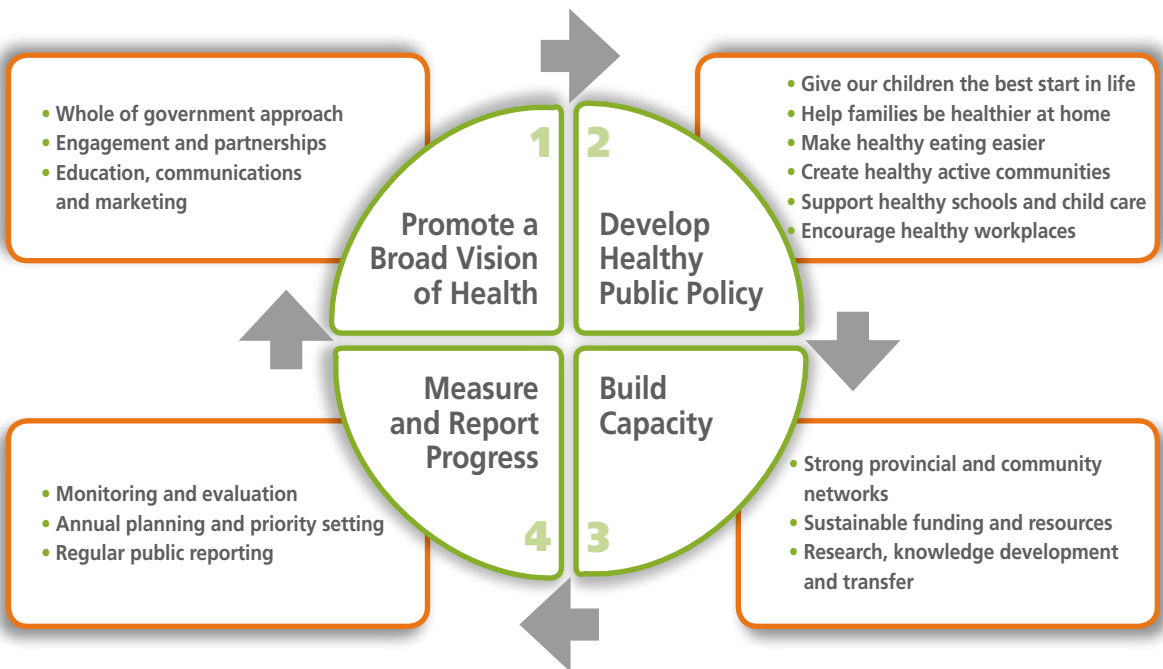 • Whole of government approach
• Engagement and partnerships
• Education, communications
and marketing
1
Promote a
Broad Vision
of Health
2
Develop
Healthy
Public Policy
• Give our children the best start in life
• Help families be healthier at home
• Make healthy eating easier
• Create healthy active communities
• Support healthy schools and child care
• Encourage healthy workplaces
Build
Capacity
3
• Strong provincial and community
networks
• Sustainable funding and resources
• Research, knowledge development
and transfer
Measure
and Report
Progress
4
• Monitoring and evaluation
• Annual planning and priority setting
• Regular public reporting